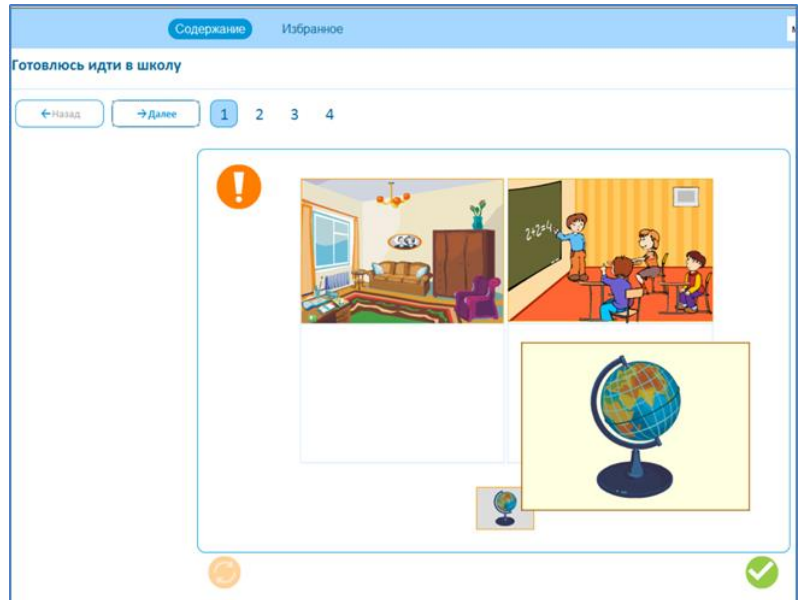 Содержание Избранное
Готовлюсь идти в школу
←Назад →Далее 1 2 3 4
!
2+2=4